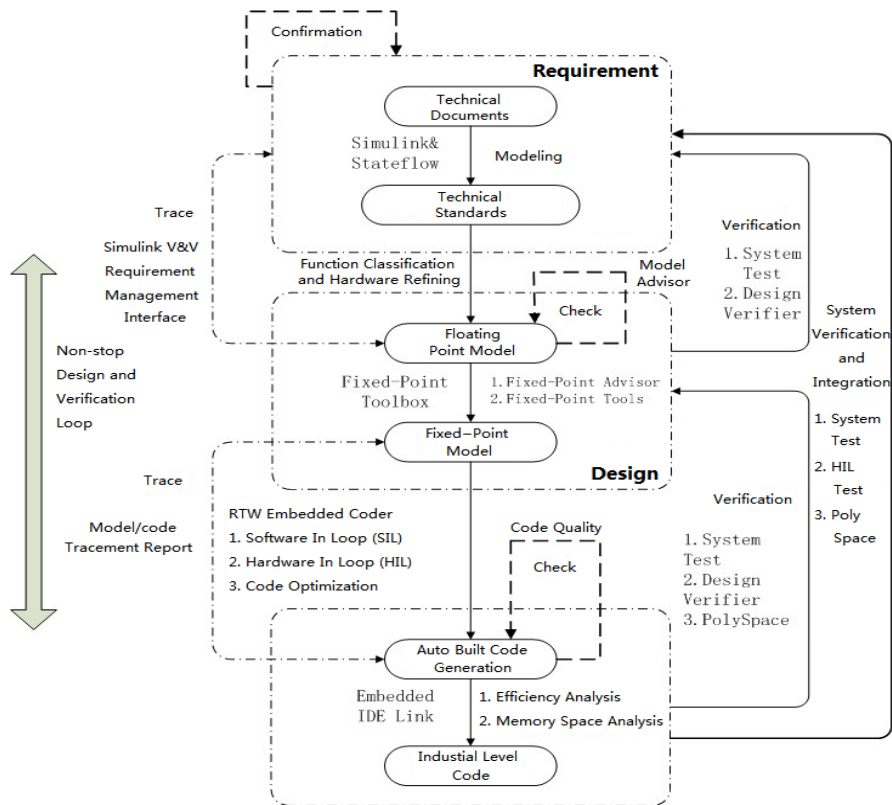 Confirmation
Requirement
Technical
Documents
Simulink&
Stateflow
Modeling
Technical
Standards
Trace
Simulink V&V
Requirement
Management
Interface
Verification
1.System
Test
2.Design
Verifier
Function Classification
and Hardware Refining
Model
Advisor
Check
Floating
Point Model
Non-stop
Design and
Verification
Loop
System
Verification
and
Integration
1. System
Test
2. HIL
Test
3. Poly
Space
Fixed-Point
Toolbox
1.Fixed-Point Advisor
2.Fixed-Point Tools
Fixed-Point
Model
Design
Trace
Model/code
Tracement Report
RTW Embedded Coder
1. Software In Loop (SIL)
2. Hardware In Loop (HIL)
3. Code Optimization
Code Quality
Check
Verification
1.System
Test
2.Design
Verifier
3.PolySpace
Auto Built Code
Generation
Embedded
IDE Link
1. Efficiency Analysis
2. Memory Space Analysis
Industial Level
Code